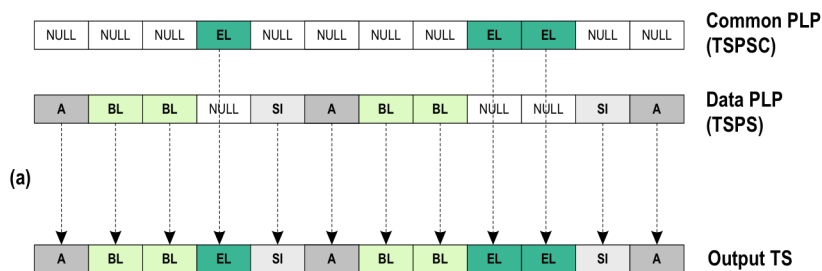 NULL NULL NULL EL NULL NULL NULL NULL EL EL NULL NULL
Common PLP
(TSPSC)
A BL BL NULL SI A BL BL NULL NULL SI A
Data PLP
(TSPS)
(a)
A BL BL EL SI A BL BL EL EL SI A
Output TS